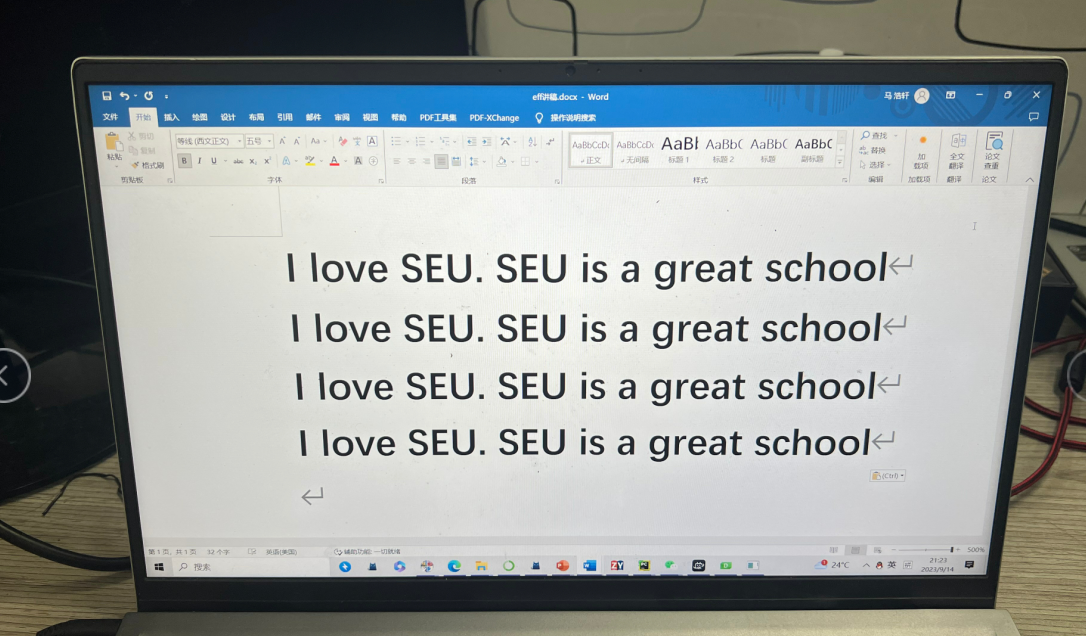 eff讲稿.docx - Word
马浩轩
文件 开始 插入 绘图 设计 布局 引用 邮件 审阅 视图 帮助 PDF工具集 PDF-XChange 操作说明搜索
粘贴 剪切 复制 格式刷
等线 (西文正文) 五号
AaBbCcDc AaBbCcDc AaBl AaBb( AaBb( AaBbC
正文 无间隔 标题 1 标题 2 标题 副标题
查找 替换 选择
加载项 全文翻译 论文查重
剪贴板 字体 段落 样式 编辑 加载项 翻译 论文
I love SEU. SEU is a great school
I love SEU. SEU is a great school
I love SEU. SEU is a great school
I love SEU. SEU is a great school
(Ctrl)
第 1 页, 共 1 页 32 个字 英语(美国) 辅助功能: 一切就绪 500%
搜索 ZY 24°C 英 21:23
2023/9/14